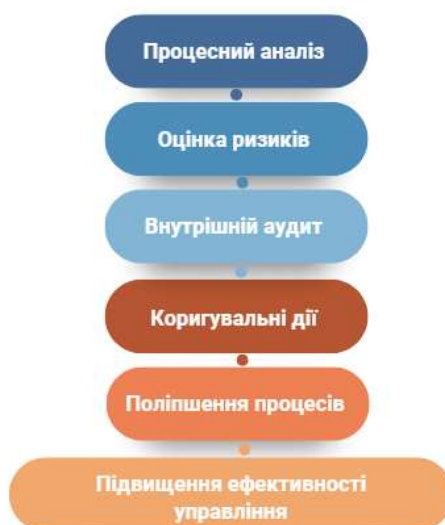 Процесний аналіз
Оцінка ризиків
Внутрішній аудит
Коригувальні дії
Поліпшення процесів
Підвищення ефективності
управління